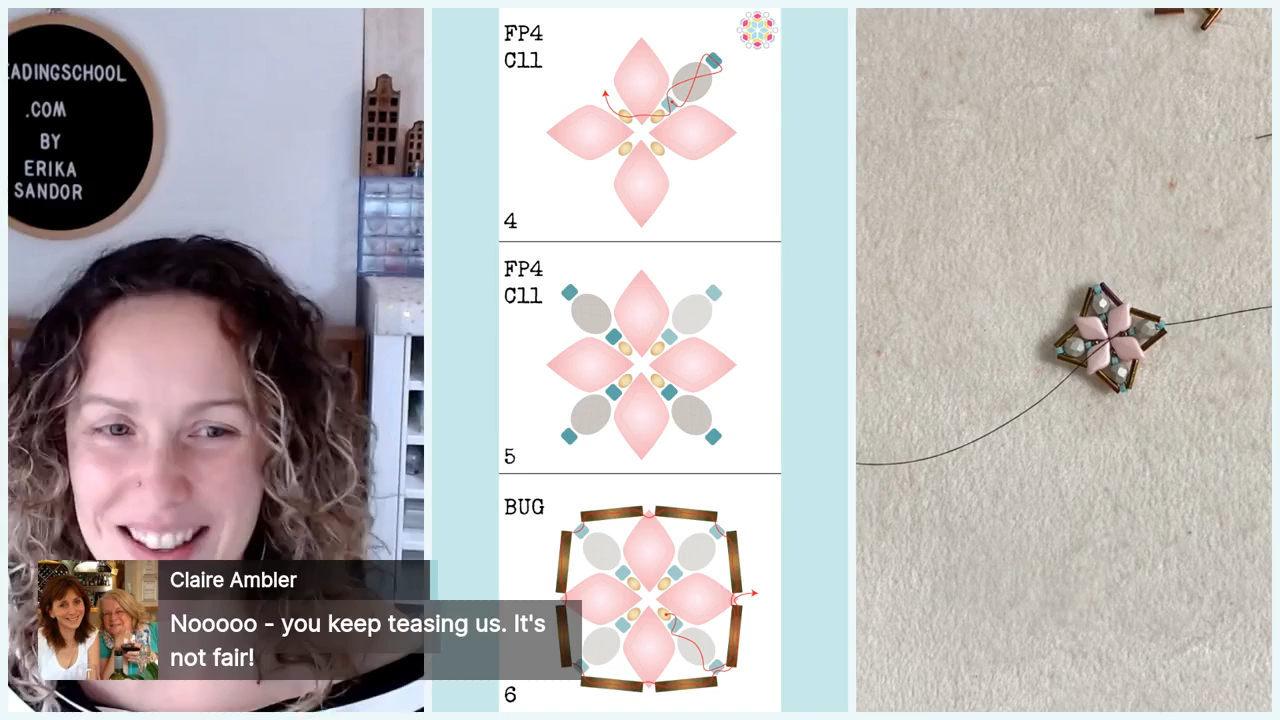 EADINGSCHOOL
.COM
BY
ERIKA
SANDOR
FP4
C11
4
FP4
C11
5
BUG
6
Claire Ambler
Nooooo - you keep teasing us. It's
not fair!